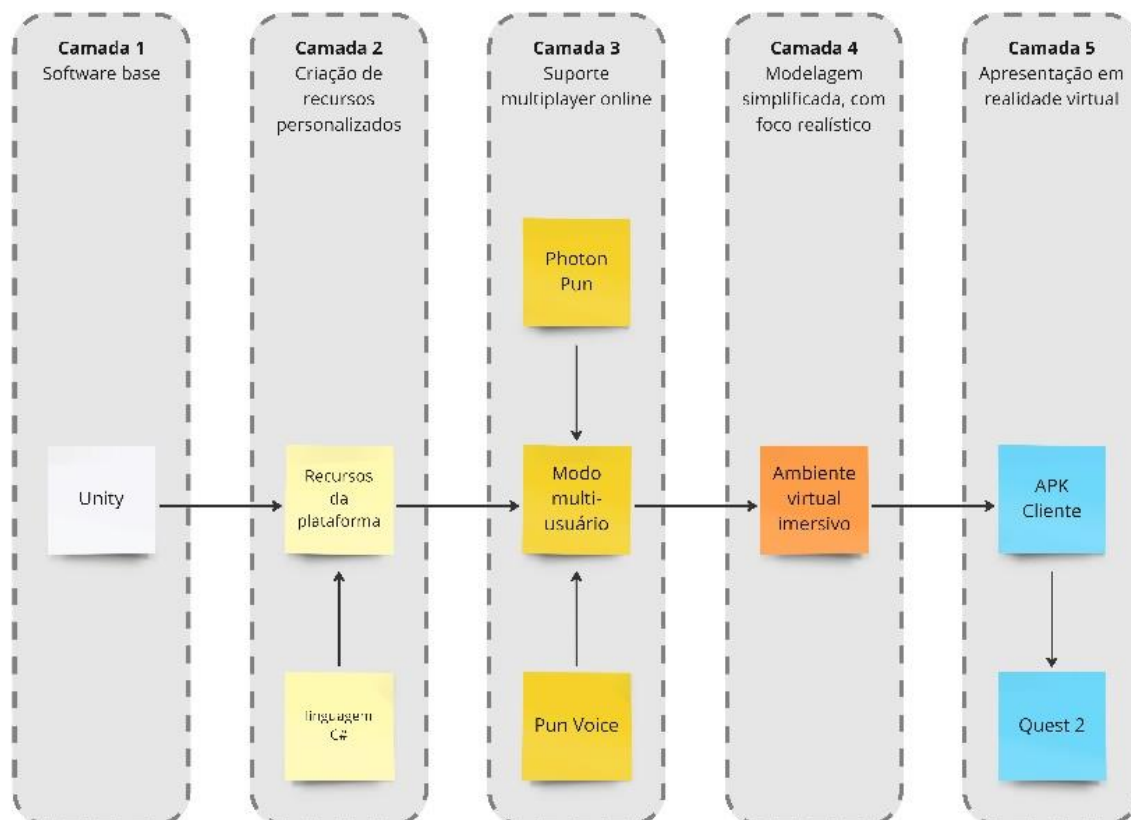 Camada 1
Software base
Camada 2
Criação de
recursos
personalizados
Camada 3
Suporte
multiplayer online
Camada 4
Modelagem
simplificada, com
foco realístico
Camada 5
Apresentação em
realidade virtual
Photon
Pun
Unity
Recursos
da
plataforma
Modo
multi-
usuário
Ambiente
virtual
imersivo
APK
Cliente
linguagem
C#
Pun Voice
Quest 2